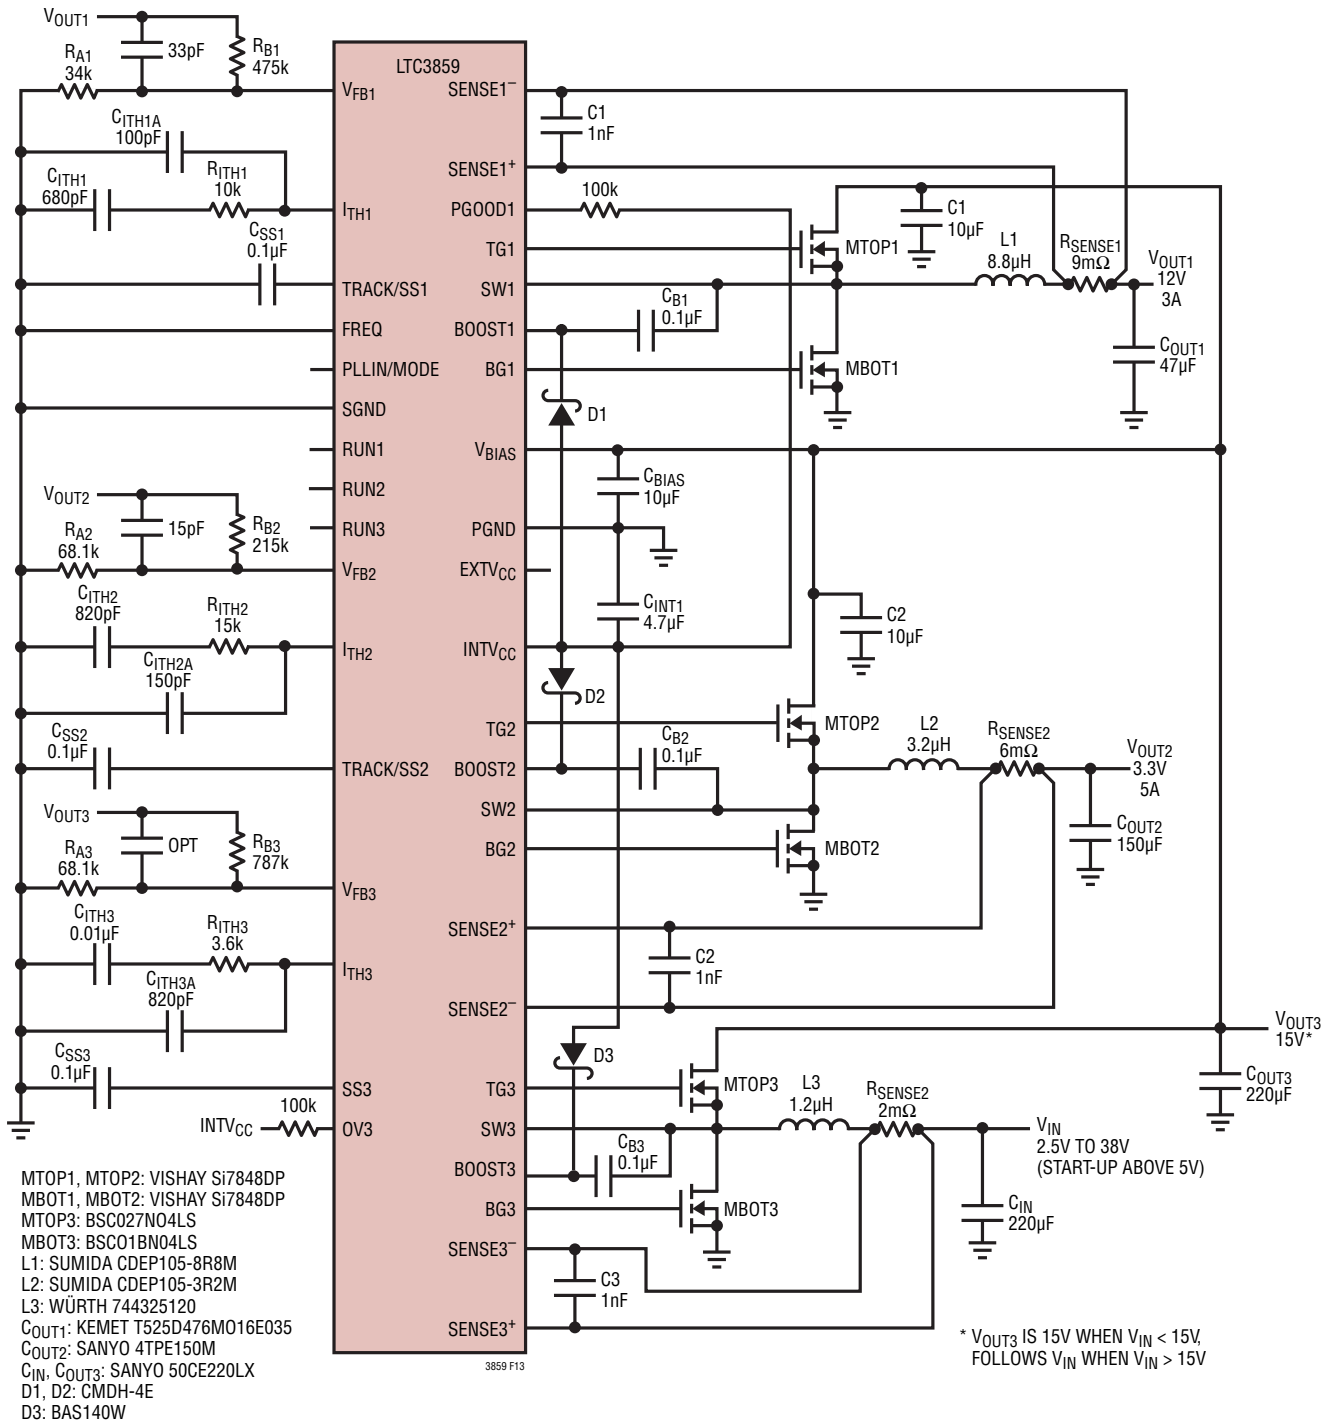 VOUT1
33pF
RB1
475k
RA1
34k
LTC3859
VFB1
SENSE1–
CITH1A
100pF
C1
1nF
SENSE1+
CITH1
680pF
RITH1
10k
ITH1
PGOOD1
100k
C1
10µF
CSS1
0.1µF
TG1
MTOP1
L1
8.8µH
RSENSE1
9mΩ
VOUT1
12V
3A
TRACK/SS1
SW1
CB1
0.1µF
FREQ
BOOST1
COUT1
47µF
PLLIN/MODE
BG1
MBOT1
SGND
D1
RUN1
VBIAS
CBIAS
10µF
RUN2
VOUT2
15pF
RB2
215k
RA2
68.1k
RUN3
PGND
VFB2
EXTVCC
CITH2
820pF
RITH2
15k
CINT1
4.7µF
C2
10µF
ITH2
INTVCC
CITH2A
150pF
D2
TG2
MTOP2
L2
3.2µH
RSENSE2
6mΩ
CSS2
0.1µF
CB2
0.1µF
VOUT2
3.3V
5A
TRACK/SS2
BOOST2
SW2
VOUT3
OPT
RB3
787k
RA3
68.1k
BG2
MBOT2
COUT2
150µF
VFB3
CITH3
0.01µF
RITH3
3.6k
SENSE2+
C2
1nF
ITH3
CITH3A
820pF
SENSE2–
VOUT3
15V*
CSS3
0.1µF
D3
COUT3
220µF
SS3
TG3
MTOP3
L3
1.2µH
RSENSE2
2mΩ
INTVCC
100k
OV3
SW3
VIN
2.5V TO 38V
(START-UP ABOVE 5V)
CB3
0.1µF
BOOST3
BG3
MBOT3
CIN
220µF
SENSE3–
C3
1nF
SENSE3+
MTOP1, MTOP2: VISHAY Si7848DP
MBOT1, MBOT2: VISHAY Si7848DP
MTOP3: BSC027NO4LS
MBOT3: BSCO1BN04LS
L1: SUMIDA CDEP105-8R8M
L2: SUMIDA CDEP105-3R2M
L3: WÜRTH 744325120
COUT1: KEMET T525D476MO16E035
COUT2: SANYO 4TPE150M
CIN, COUT3: SANYO 50CE220LX
D1, D2: CMDH-4E
D3: BAS140W
3859 F13
* VOUT3 IS 15V WHEN VIN < 15V,
FOLLOWS VIN WHEN VIN > 15V